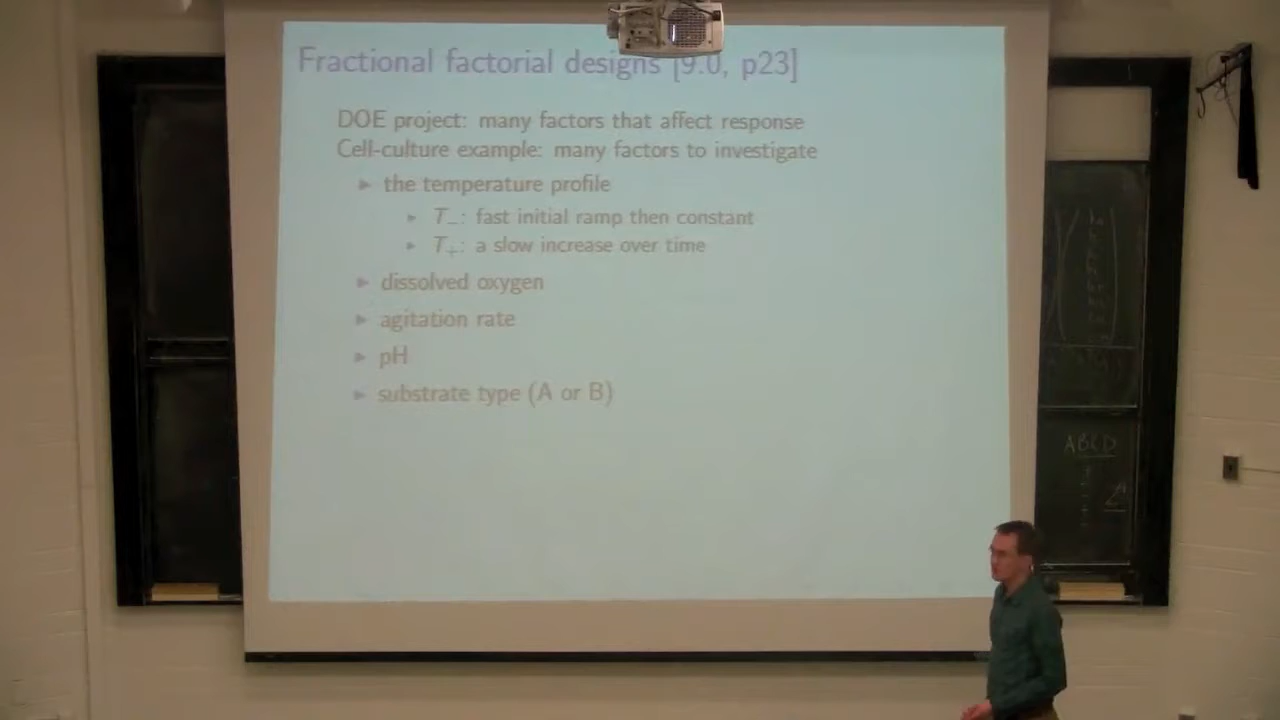 Fractional factorial designs [9.0, p23]
DOE project: many factors that affect response
Cell-culture example: many factors to investigate
▶ the temperature profile
▶ T₋: fast initial ramp then constant
▶ T₊: a slow increase over time
▶ dissolved oxygen
▶ agitation rate
▶ pH
▶ substrate type (A or B)
ABCD